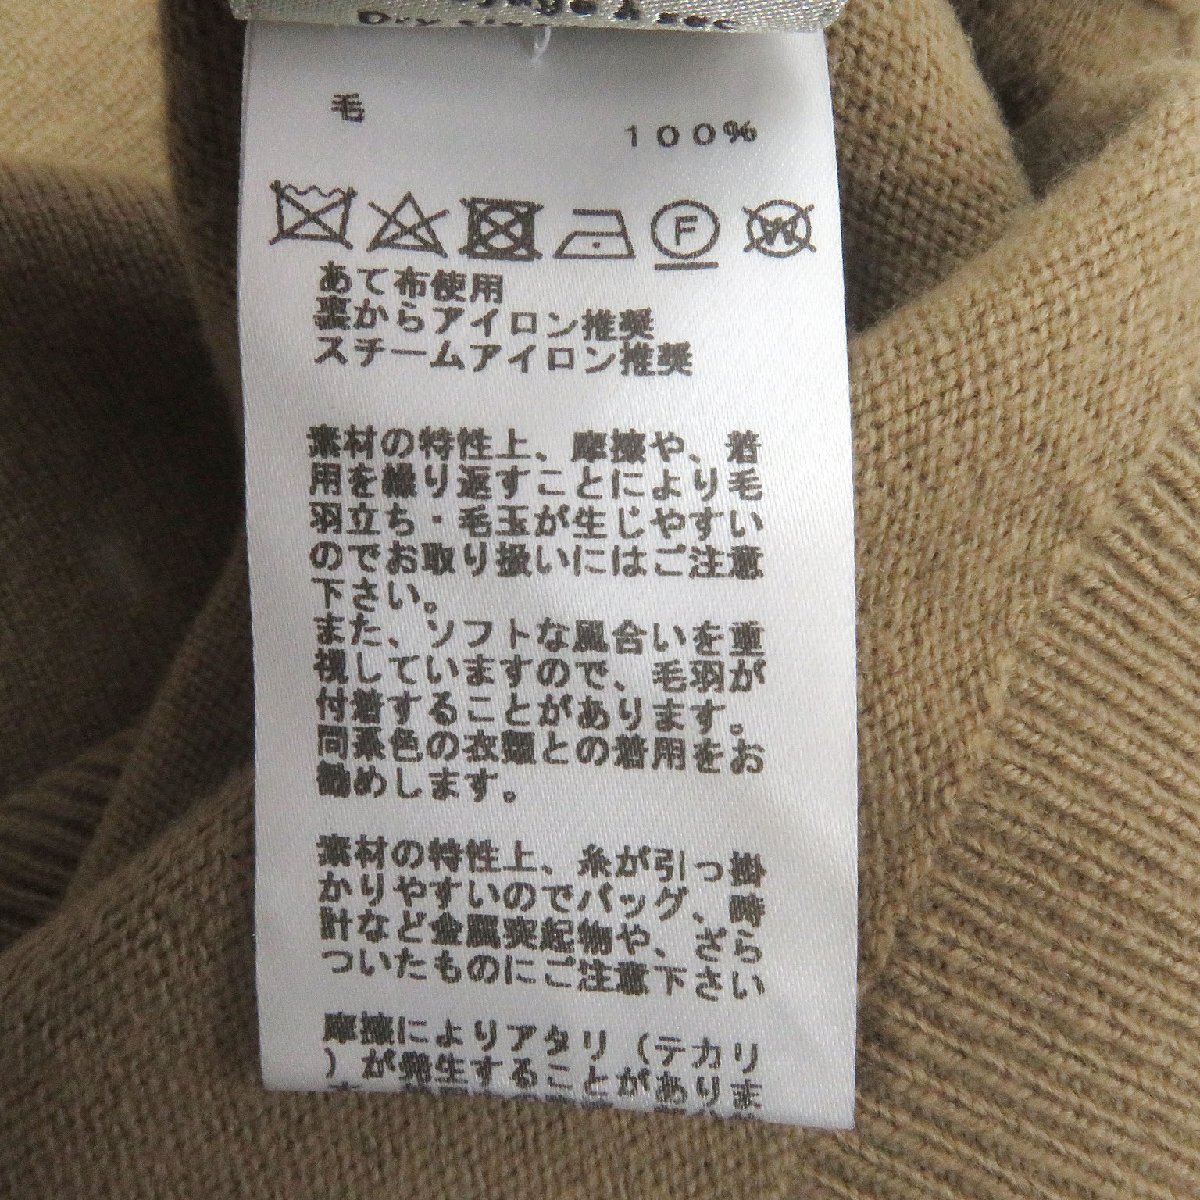 毛
100%
F
W
あて布使用
裏からアイロン推奨
スチームアイロン推奨
素材の特性上、摩擦や、着
用を繰り返すことにより毛
羽立ち・毛玉が生じやすい
のでお取り扱いにはご注意
下さい。
また、ソフトな風合いを重
視していますので、毛羽が
付着することがあります。
同系色の衣類との着用をお
勧めします。
素材の特性上、糸が引っ掛
かりやすいのでバッグ、時
計など金属突起物や、ざら
ついたものにご注意下さい
摩擦によりアタリ（テカリ
）が発生することがありま